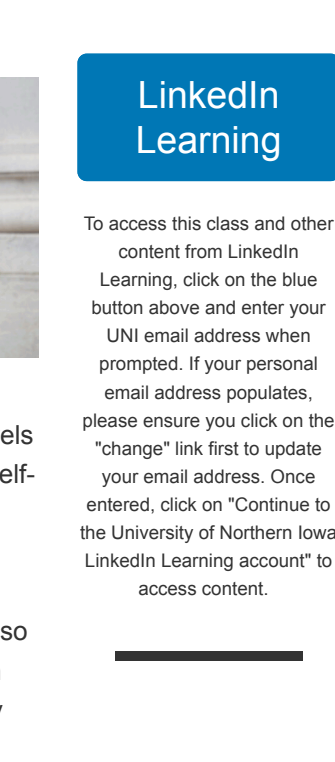 LinkedIn
Learning
To access this class and other
content from LinkedIn
Learning, click on the blue
button above and enter your
UNI email address when
prompted. If your personal
email address populates,
please ensure you click on the
"change" link first to update
your email address. Once
entered, click on "Continue to
the University of Northern Iowa
LinkedIn Learning account" to
access content.
els
elf-
so